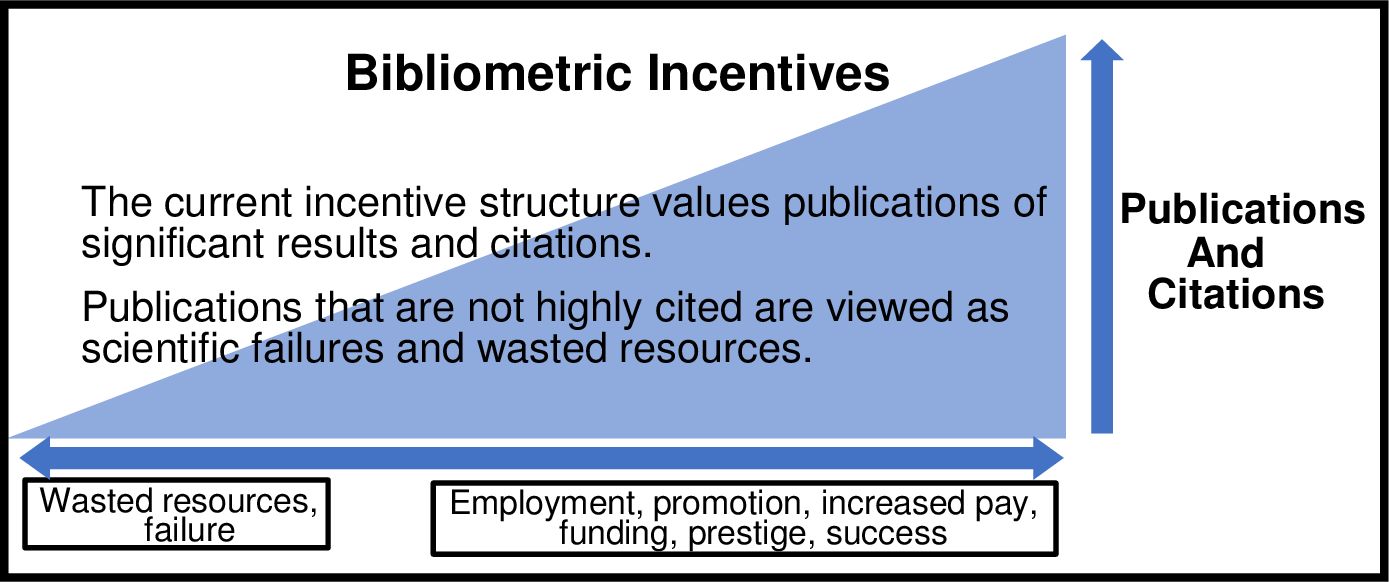 Bibliometric Incentives
The current incentive structure values publications of
significant results and citations.
Publications that are not highly cited are viewed as
scientific failures and wasted resources.
Publications
And
Citations
Wasted resources,
failure
Employment, promotion, increased pay,
funding, prestige, success